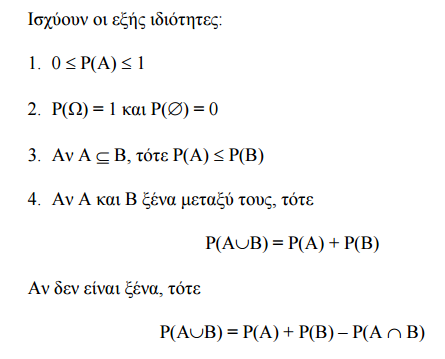 Ισχύουν οι εξής ιδιότητες:
1. 0 ≤ P(A) ≤ 1
2. P(Ω) = 1 και P(∅) = 0
3. Αν A ⊆ B, τότε P(A) ≤ P(B)
4. Αν A και B ξένα μεταξύ τους, τότε
P(A∪B) = P(A) + P(B)
Αν δεν είναι ξένα, τότε
P(A∪B) = P(A) + P(B) – P(A ∩ B)